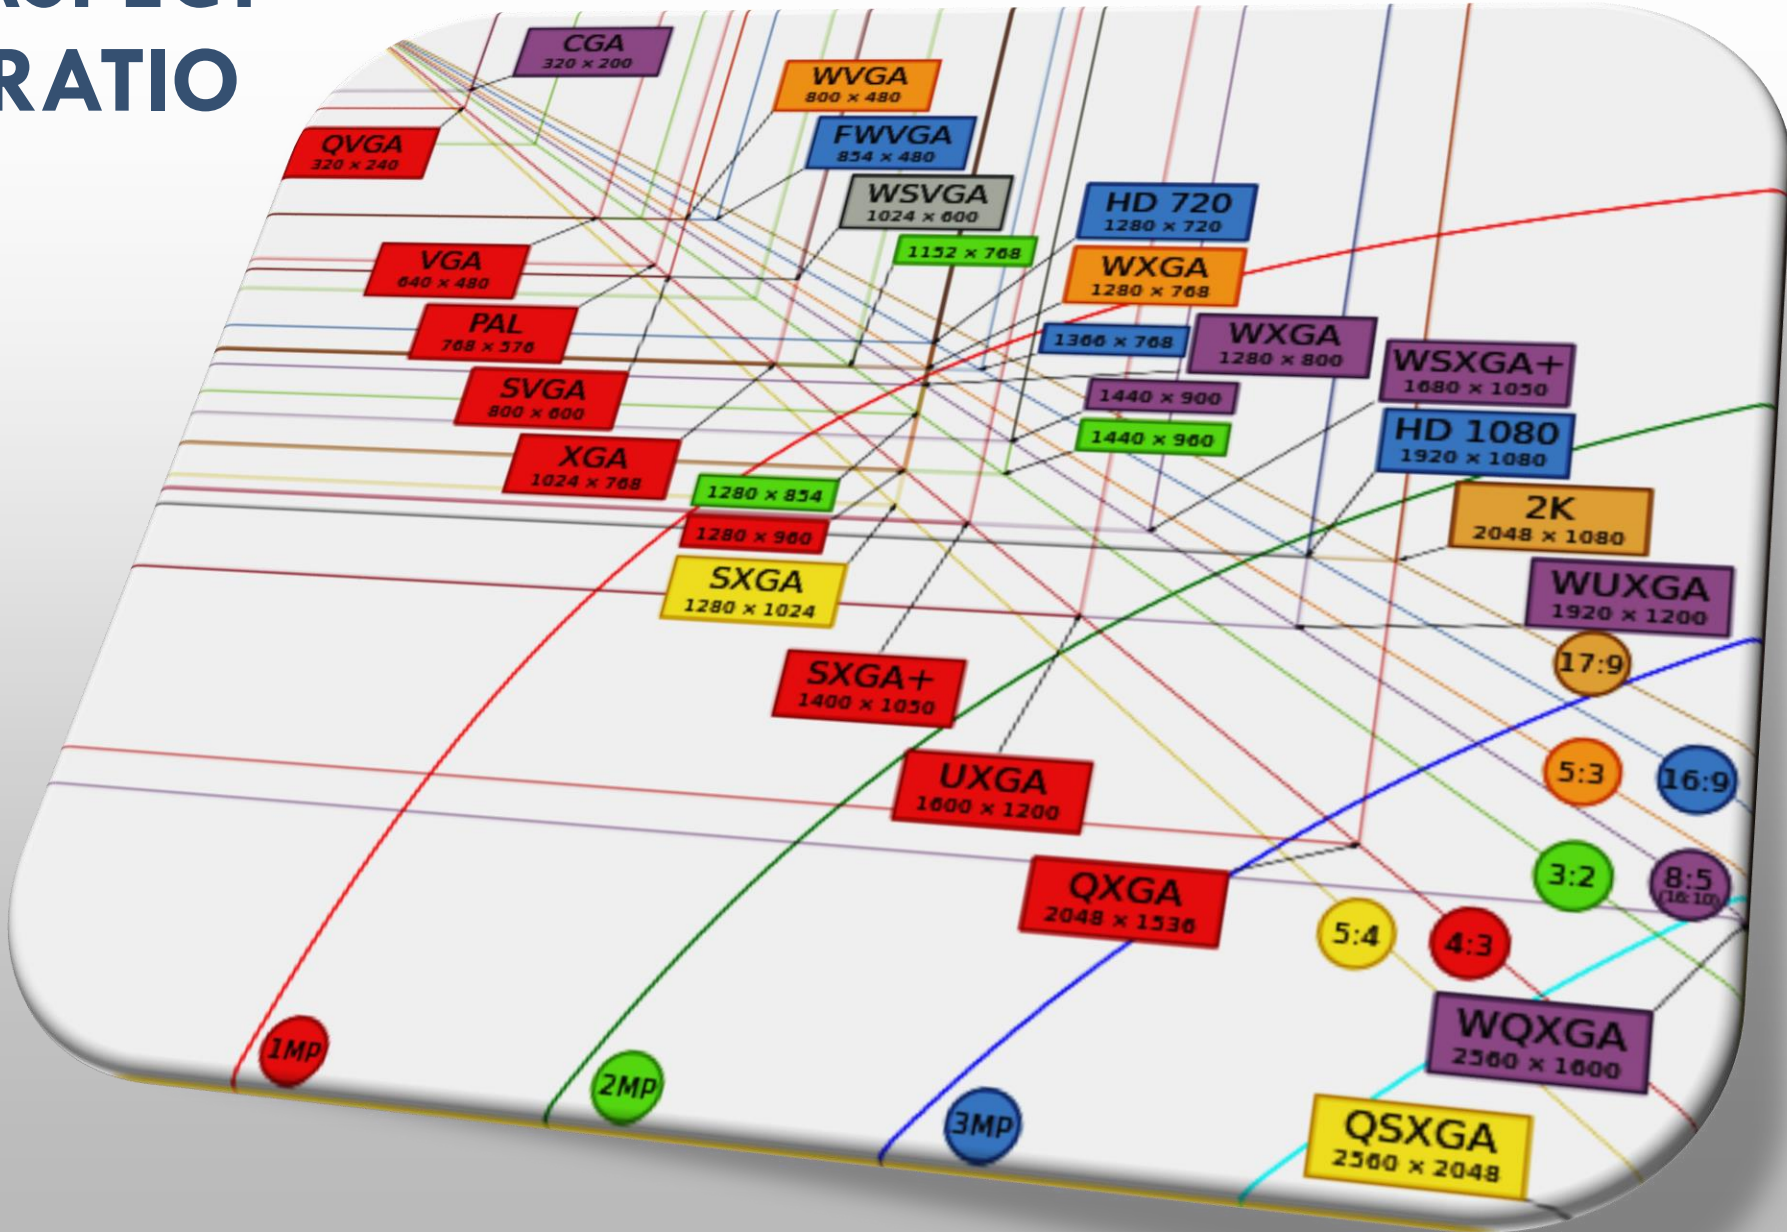 ASPECT
RATIO
CGA
320 × 200
QVGA
320 × 240
WVGA
800 × 480
FWVGA
854 × 480
WSVGA
1024 × 600
1152 × 768
HD 720
1280 × 720
WXGA
1280 × 768
1366 × 768
WXGA
1280 × 800
WSXGA+
1680 × 1050
1440 × 900
1440 × 960
HD 1080
1920 × 1080
2K
2048 × 1080
WUXGA
1920 × 1200
VGA
640 × 480
PAL
768 × 576
SVGA
800 × 600
XGA
1024 × 768
1280 × 854
1280 × 960
SXGA
1280 × 1024
SXGA+
1400 × 1050
UXGA
1600 × 1200
QXGA
2048 × 1536
17:9
5:3
16:9
3:2
8:5
(16:10)
5:4
4:3
WQXGA
2560 × 1600
QSXGA
2560 × 2048
1MP
2MP
3MP